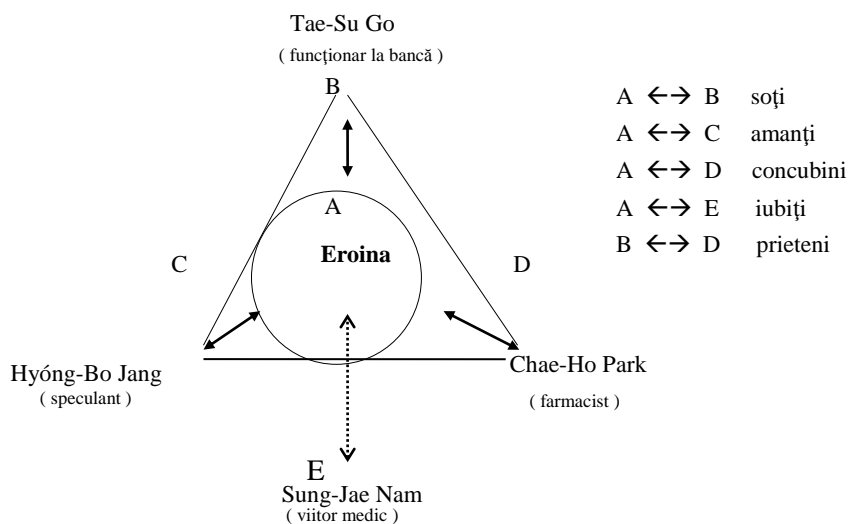 Tae-Su Go
( funcţionar la bancă )
B
A ←→ B soţi
A ←→ C amanţi
A ←→ D concubini
A ←→ E iubiţi
B ←→ D prieteni
A
Eroina
C
D
Hyóng-Bo Jang
( speculant )
Chae-Ho Park
( farmacist )
E
Sung-Jae Nam
( viitor medic )